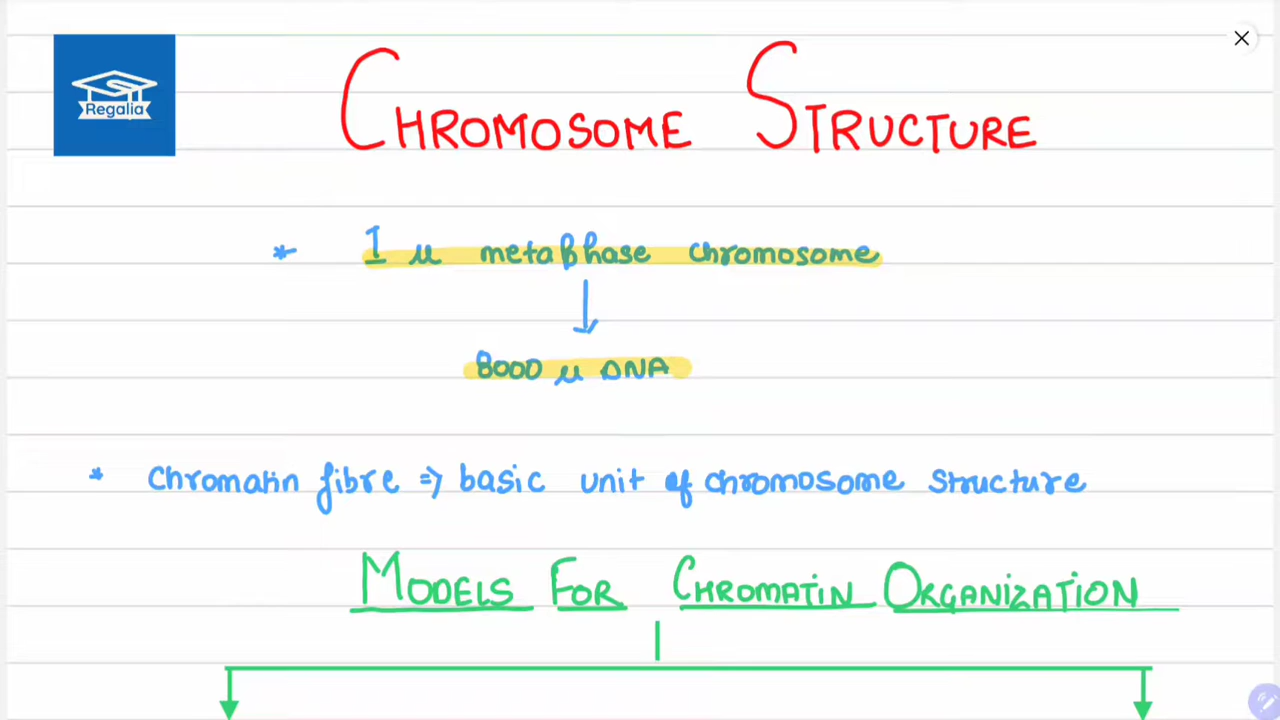 Regalia
CHROMOSOME STRUCTURE
* 1 μ metaphase chromosome
↓
8000 μ DNA
* Chromatin fibre ⇒ basic unit of chromosome structure
MODELS FOR CHROMATIN ORGANIZATION